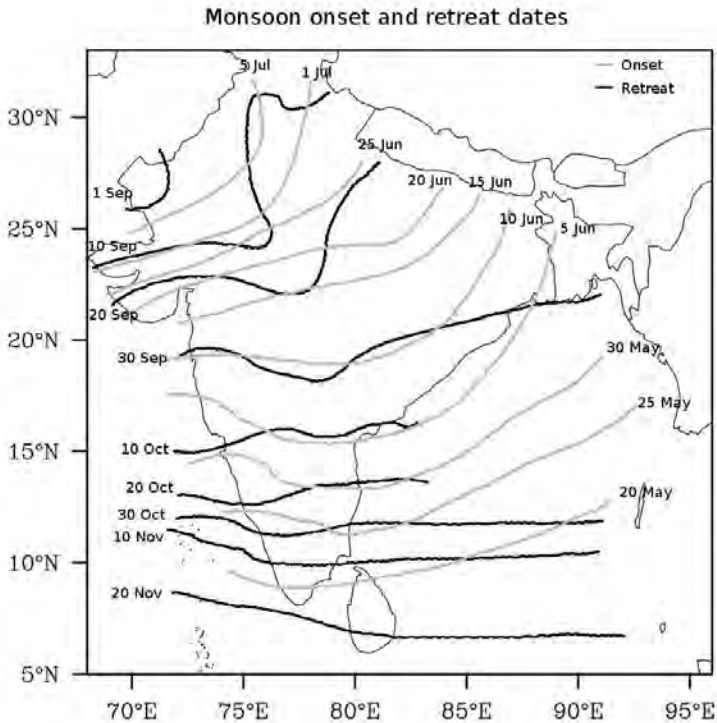 Monsoon onset and retreat dates
5 Jul
1 Jul
Onset
Retreat
30°N
25 Jun
20 Jun
15 Jun
1 Sep
10 Jun
5 Jun
25°N
10 Sep
20 Sep
20°N
30 Sep
30 May
25 May
15°N
10 Oct
20 Oct
20 May
30 Oct
10 Nov
10°N
20 Nov
5°N
70°E 75°E 80°E 85°E 90°E 95°E